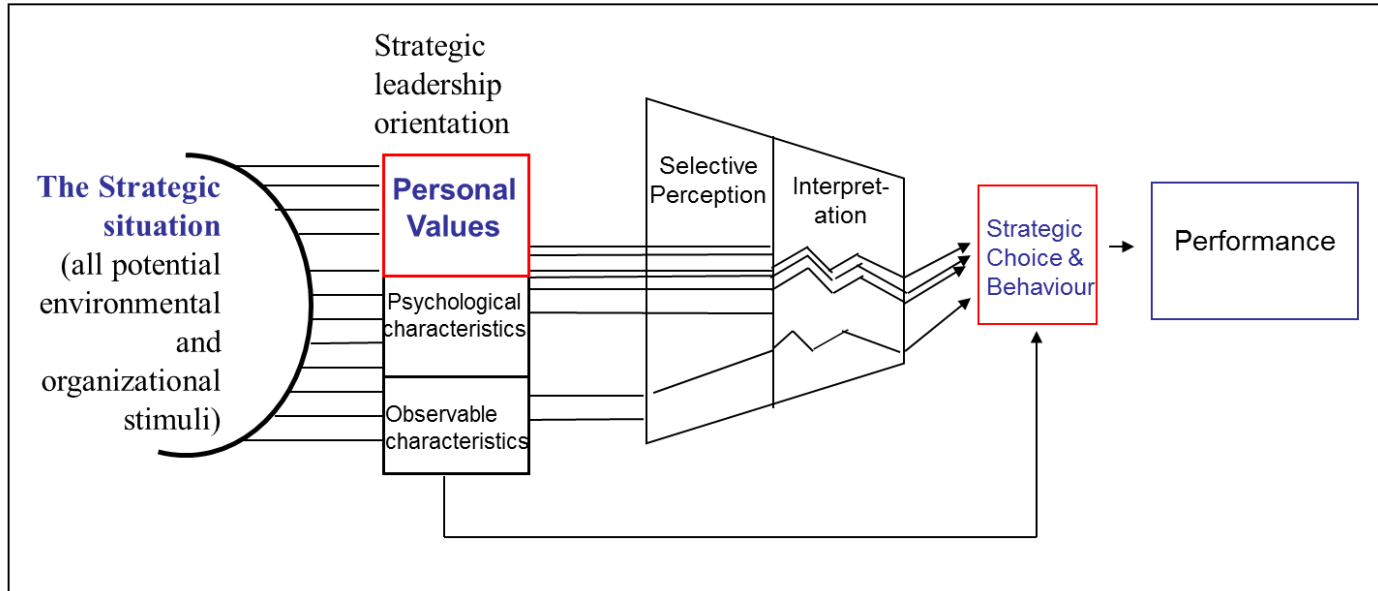 Strategic
leadership
orientation
The Strategic
situation
(all potential
environmental
and
organizational
stimuli)
Personal
Values
Psychological
characteristics
Observable
characteristics
Selective
Perception
Interpret-
ation
Strategic
Choice &
Behaviour
Performance